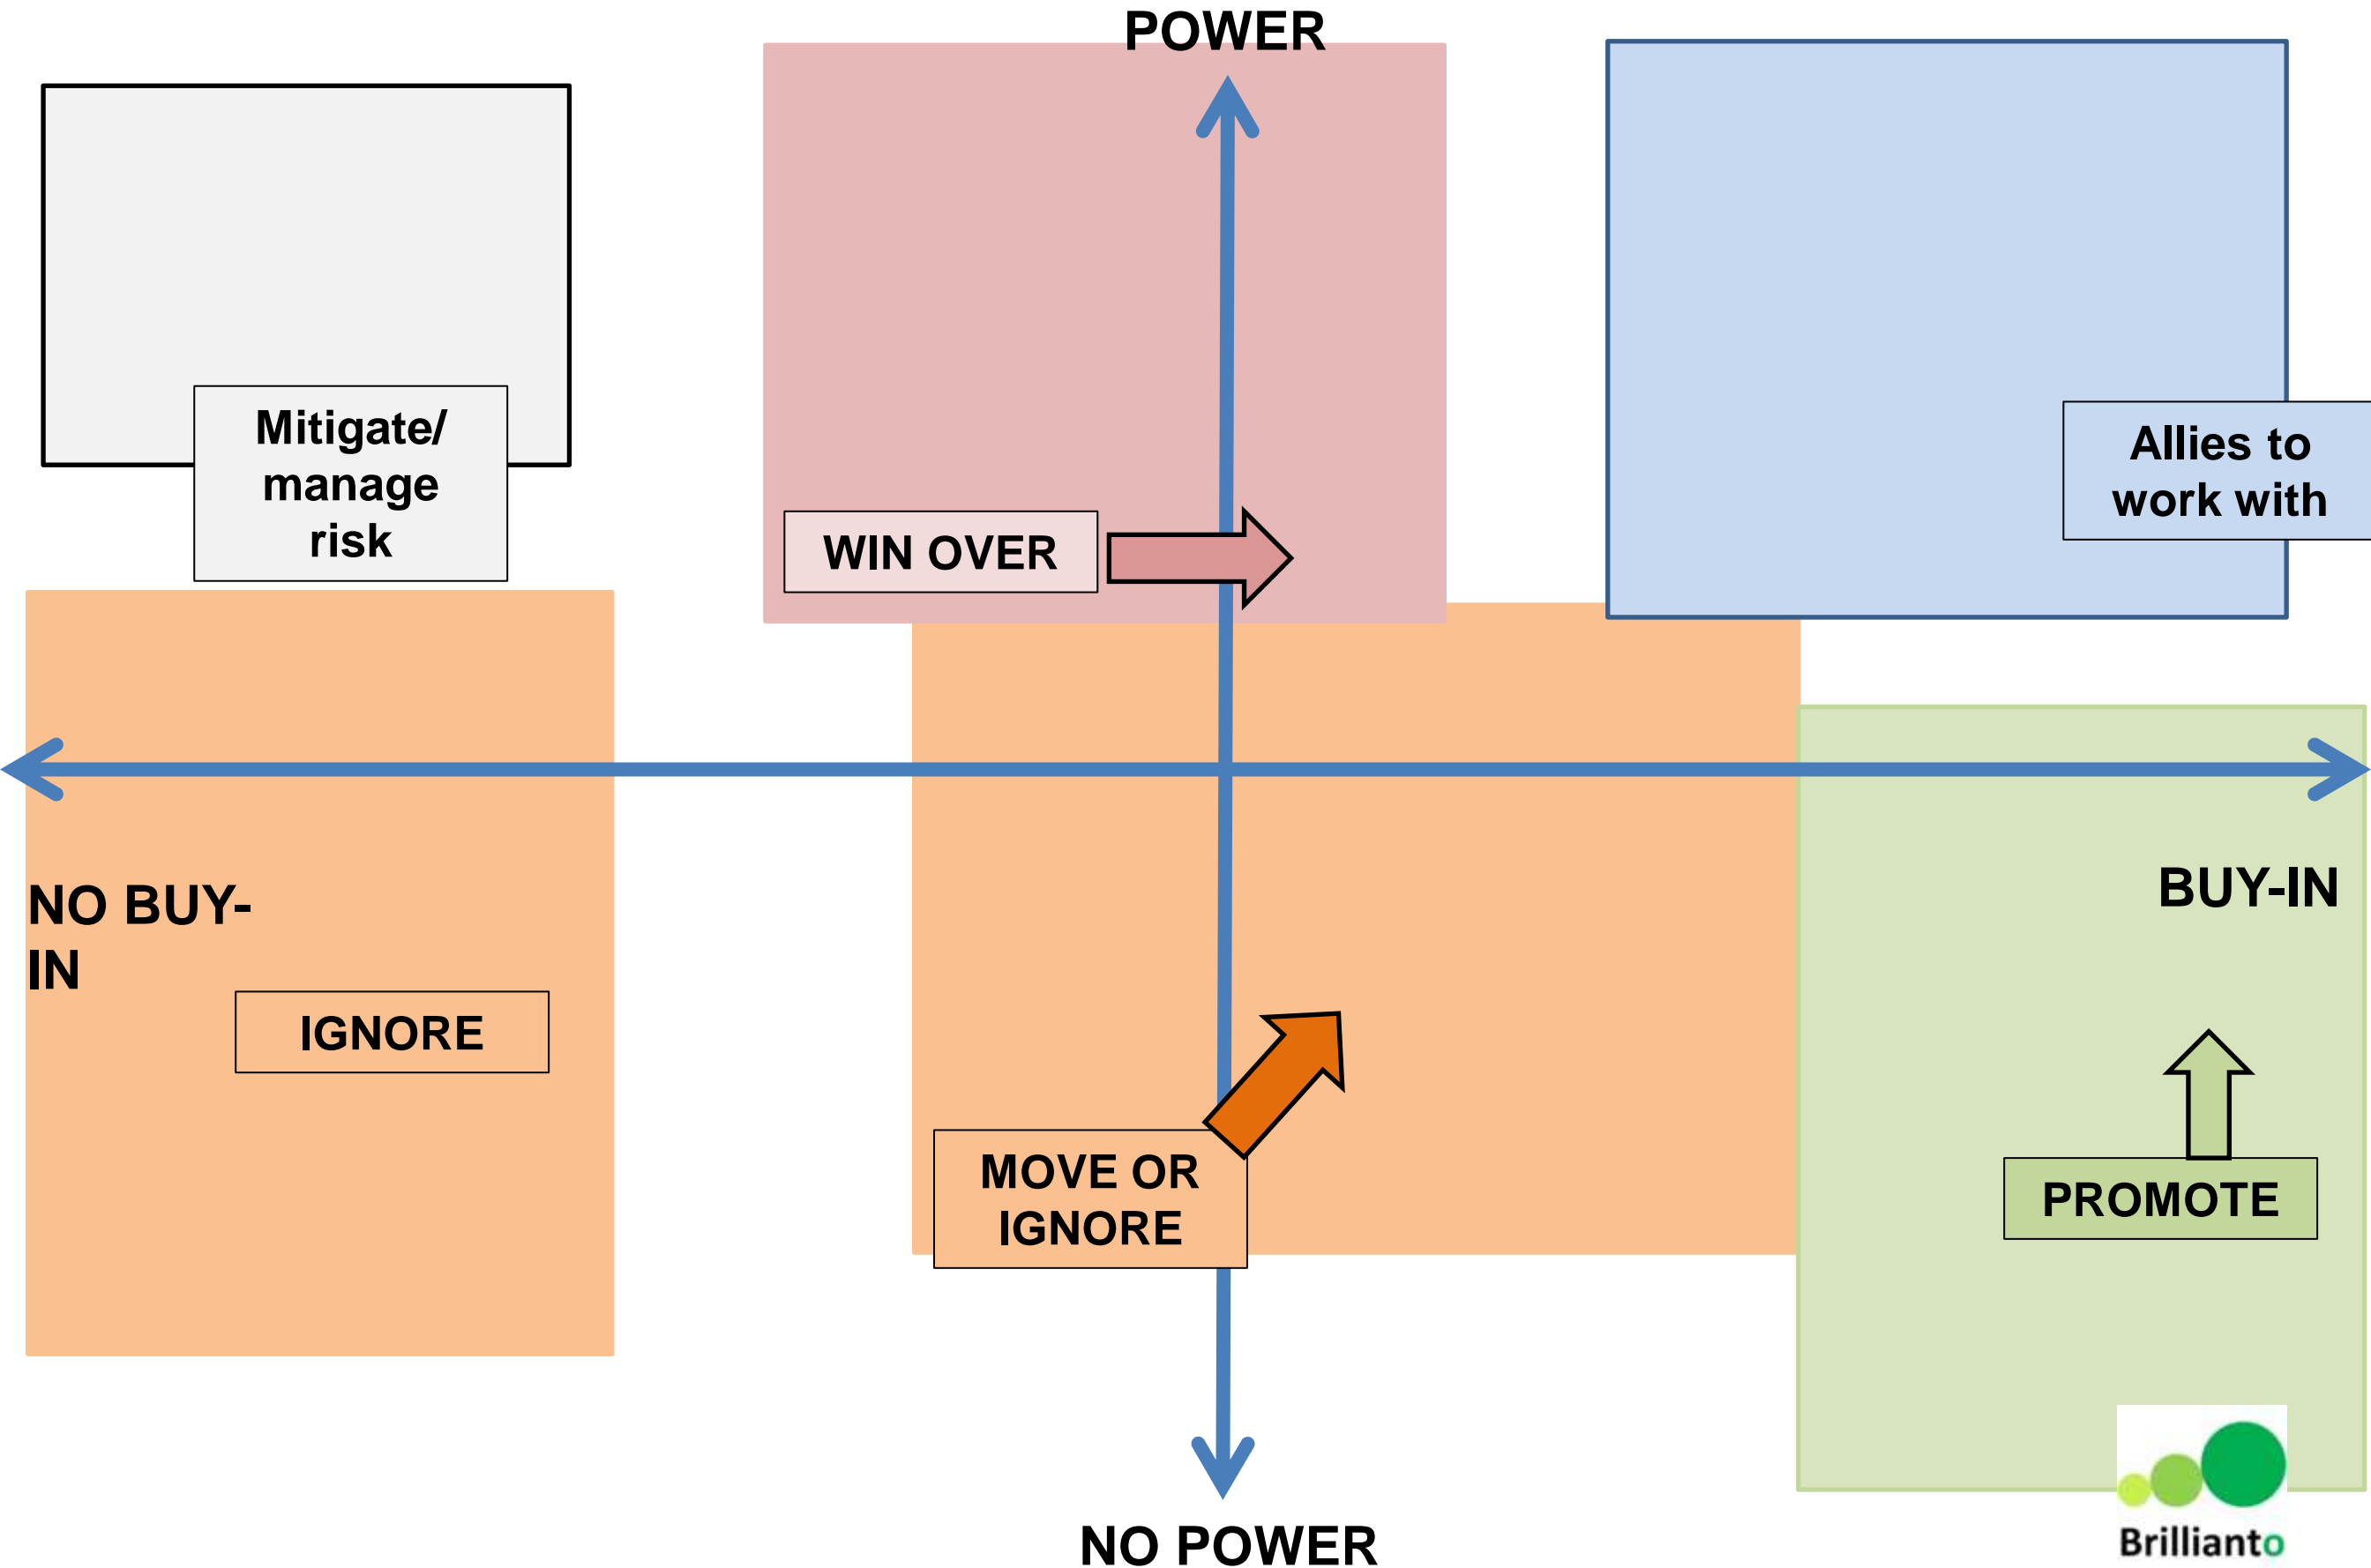 POWER
Mitigate/
manage
risk
WIN OVER
Allies to
work with
NO BUY-
IN
BUY-IN
IGNORE
MOVE OR
IGNORE
PROMOTE
NO POWER
Brillianto